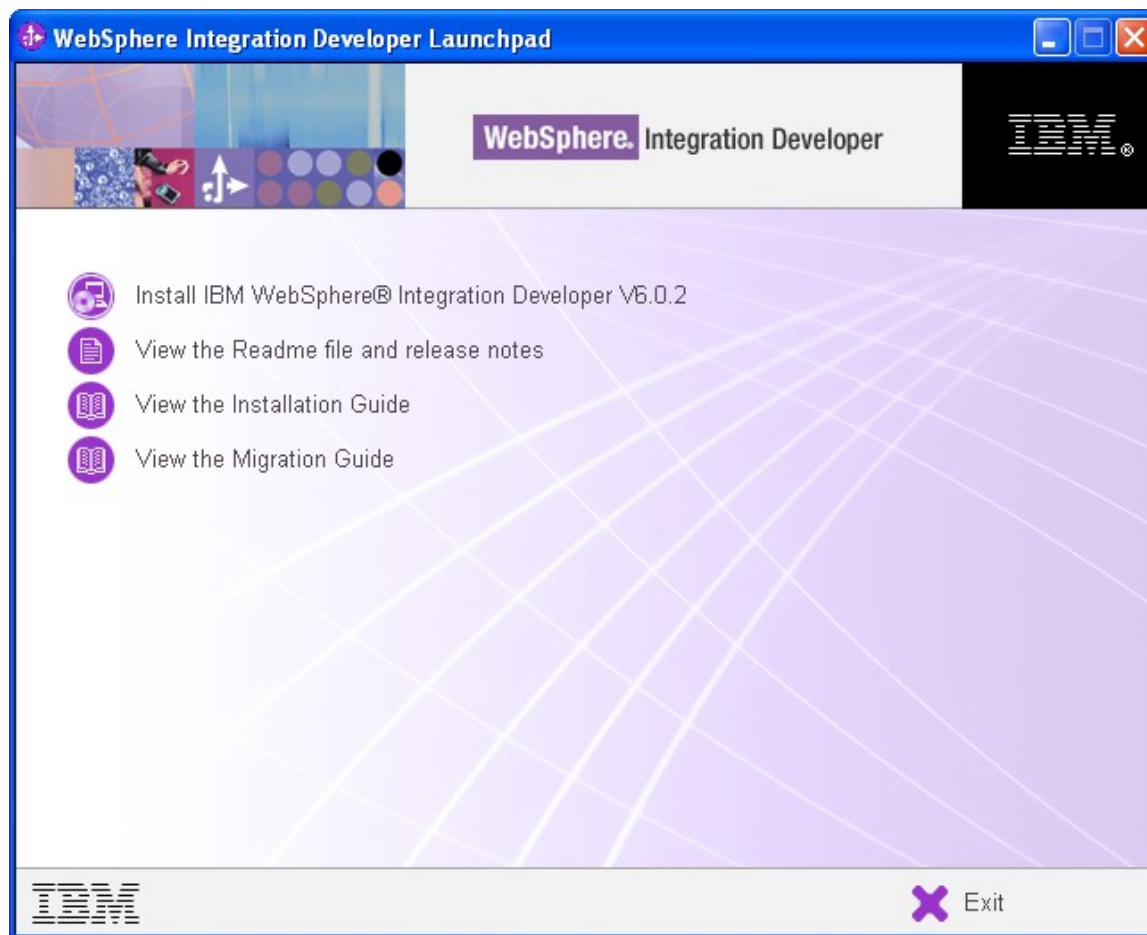 WebSphere Integration Developer Launchpad
WebSphere. Integration Developer
IBM®
Install IBM WebSphere® Integration Developer V6.0.2
View the Readme file and release notes
View the Installation Guide
View the Migration Guide
IBM
Exit